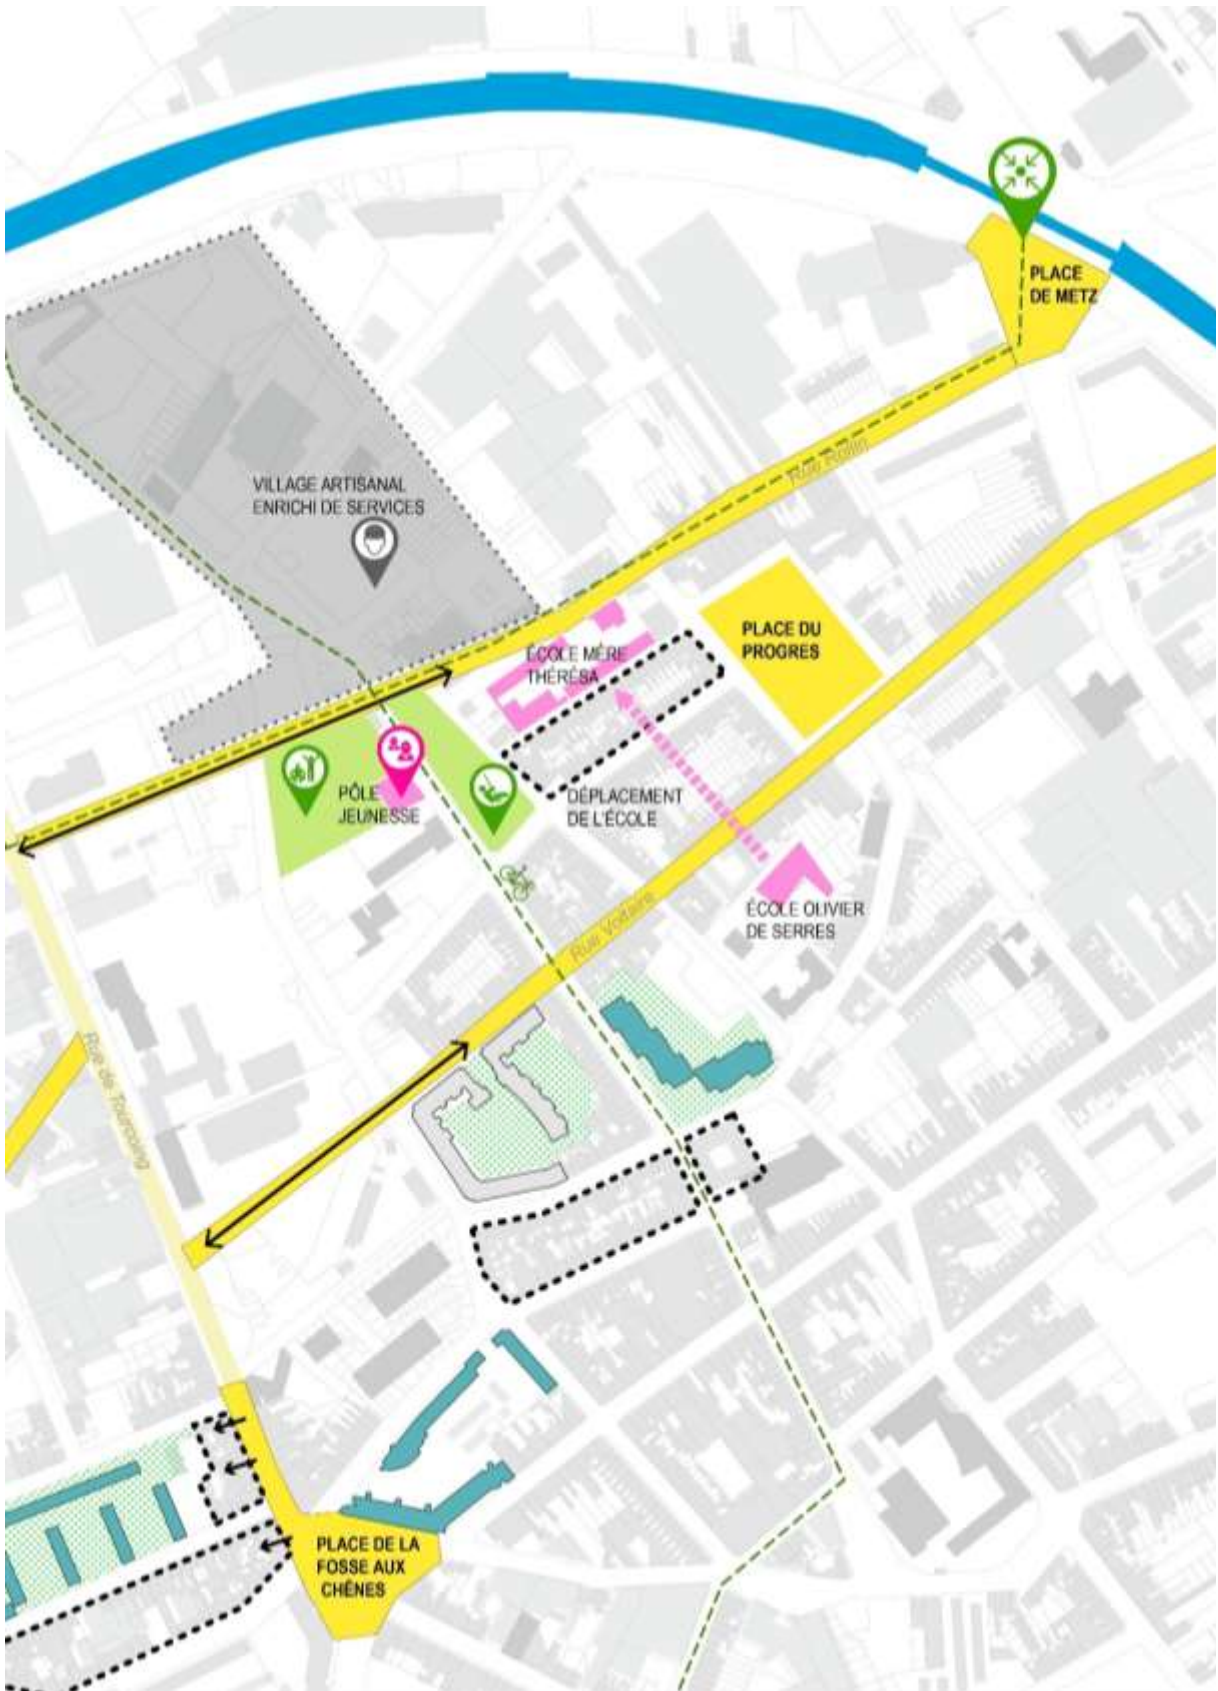 PLACE
DE METZ
Rue Rollin
VILLAGE ARTISANAL
ENRICHI DE SERVICES
PLACE DU
PROGRES
ÉCOLE MÈRE
THÉRÉSA
PÔLE
JEUNESSE
DÉPLACEMENT
DE L'ÉCOLE
ÉCOLE OLIVIER
DE SERRES
Rue Voltaire
Rue de Tourcoing
PLACE DE LA
FOSSE AUX
CHÊNES